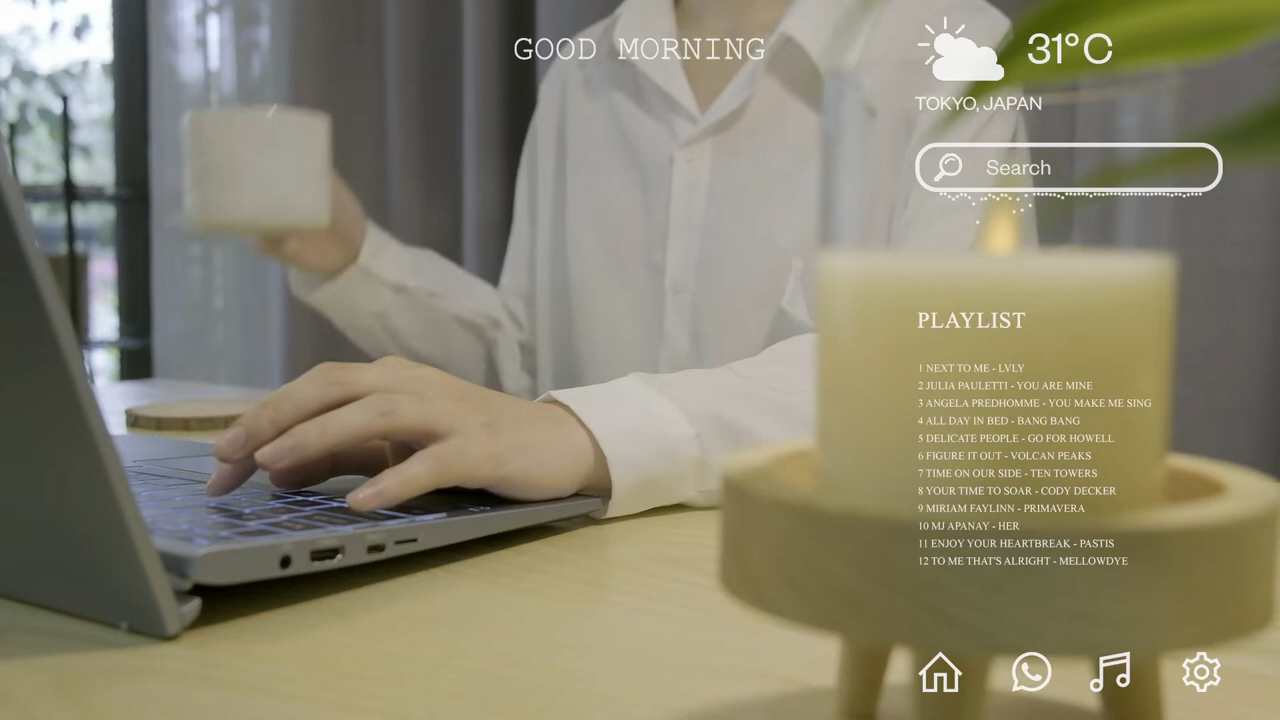 GOOD MORNING
31°C
TOKYO, JAPAN
Search
PLAYLIST
1 NEXT TO ME - LVLY
2 JULIA PAULETTI - YOU ARE MINE
3 ANGELA PREDHOMME - YOU MAKE ME SING
4 ALL DAY IN BED - BANG BANG
5 DELICATE PEOPLE - GO FOR HOWELL
6 FIGURE IT OUT - VOLCAN PEAKS
7 TIME ON OUR SIDE - TEN TOWERS
8 YOUR TIME TO SOAR - CODY DECKER
9 MIRIAM FAYLINN - PRIMAVERA
10 MJ APANAY - HER
11 ENJOY YOUR HEARTBREAK - PASTIS
12 TO ME THAT'S ALRIGHT - MELLOWDYE